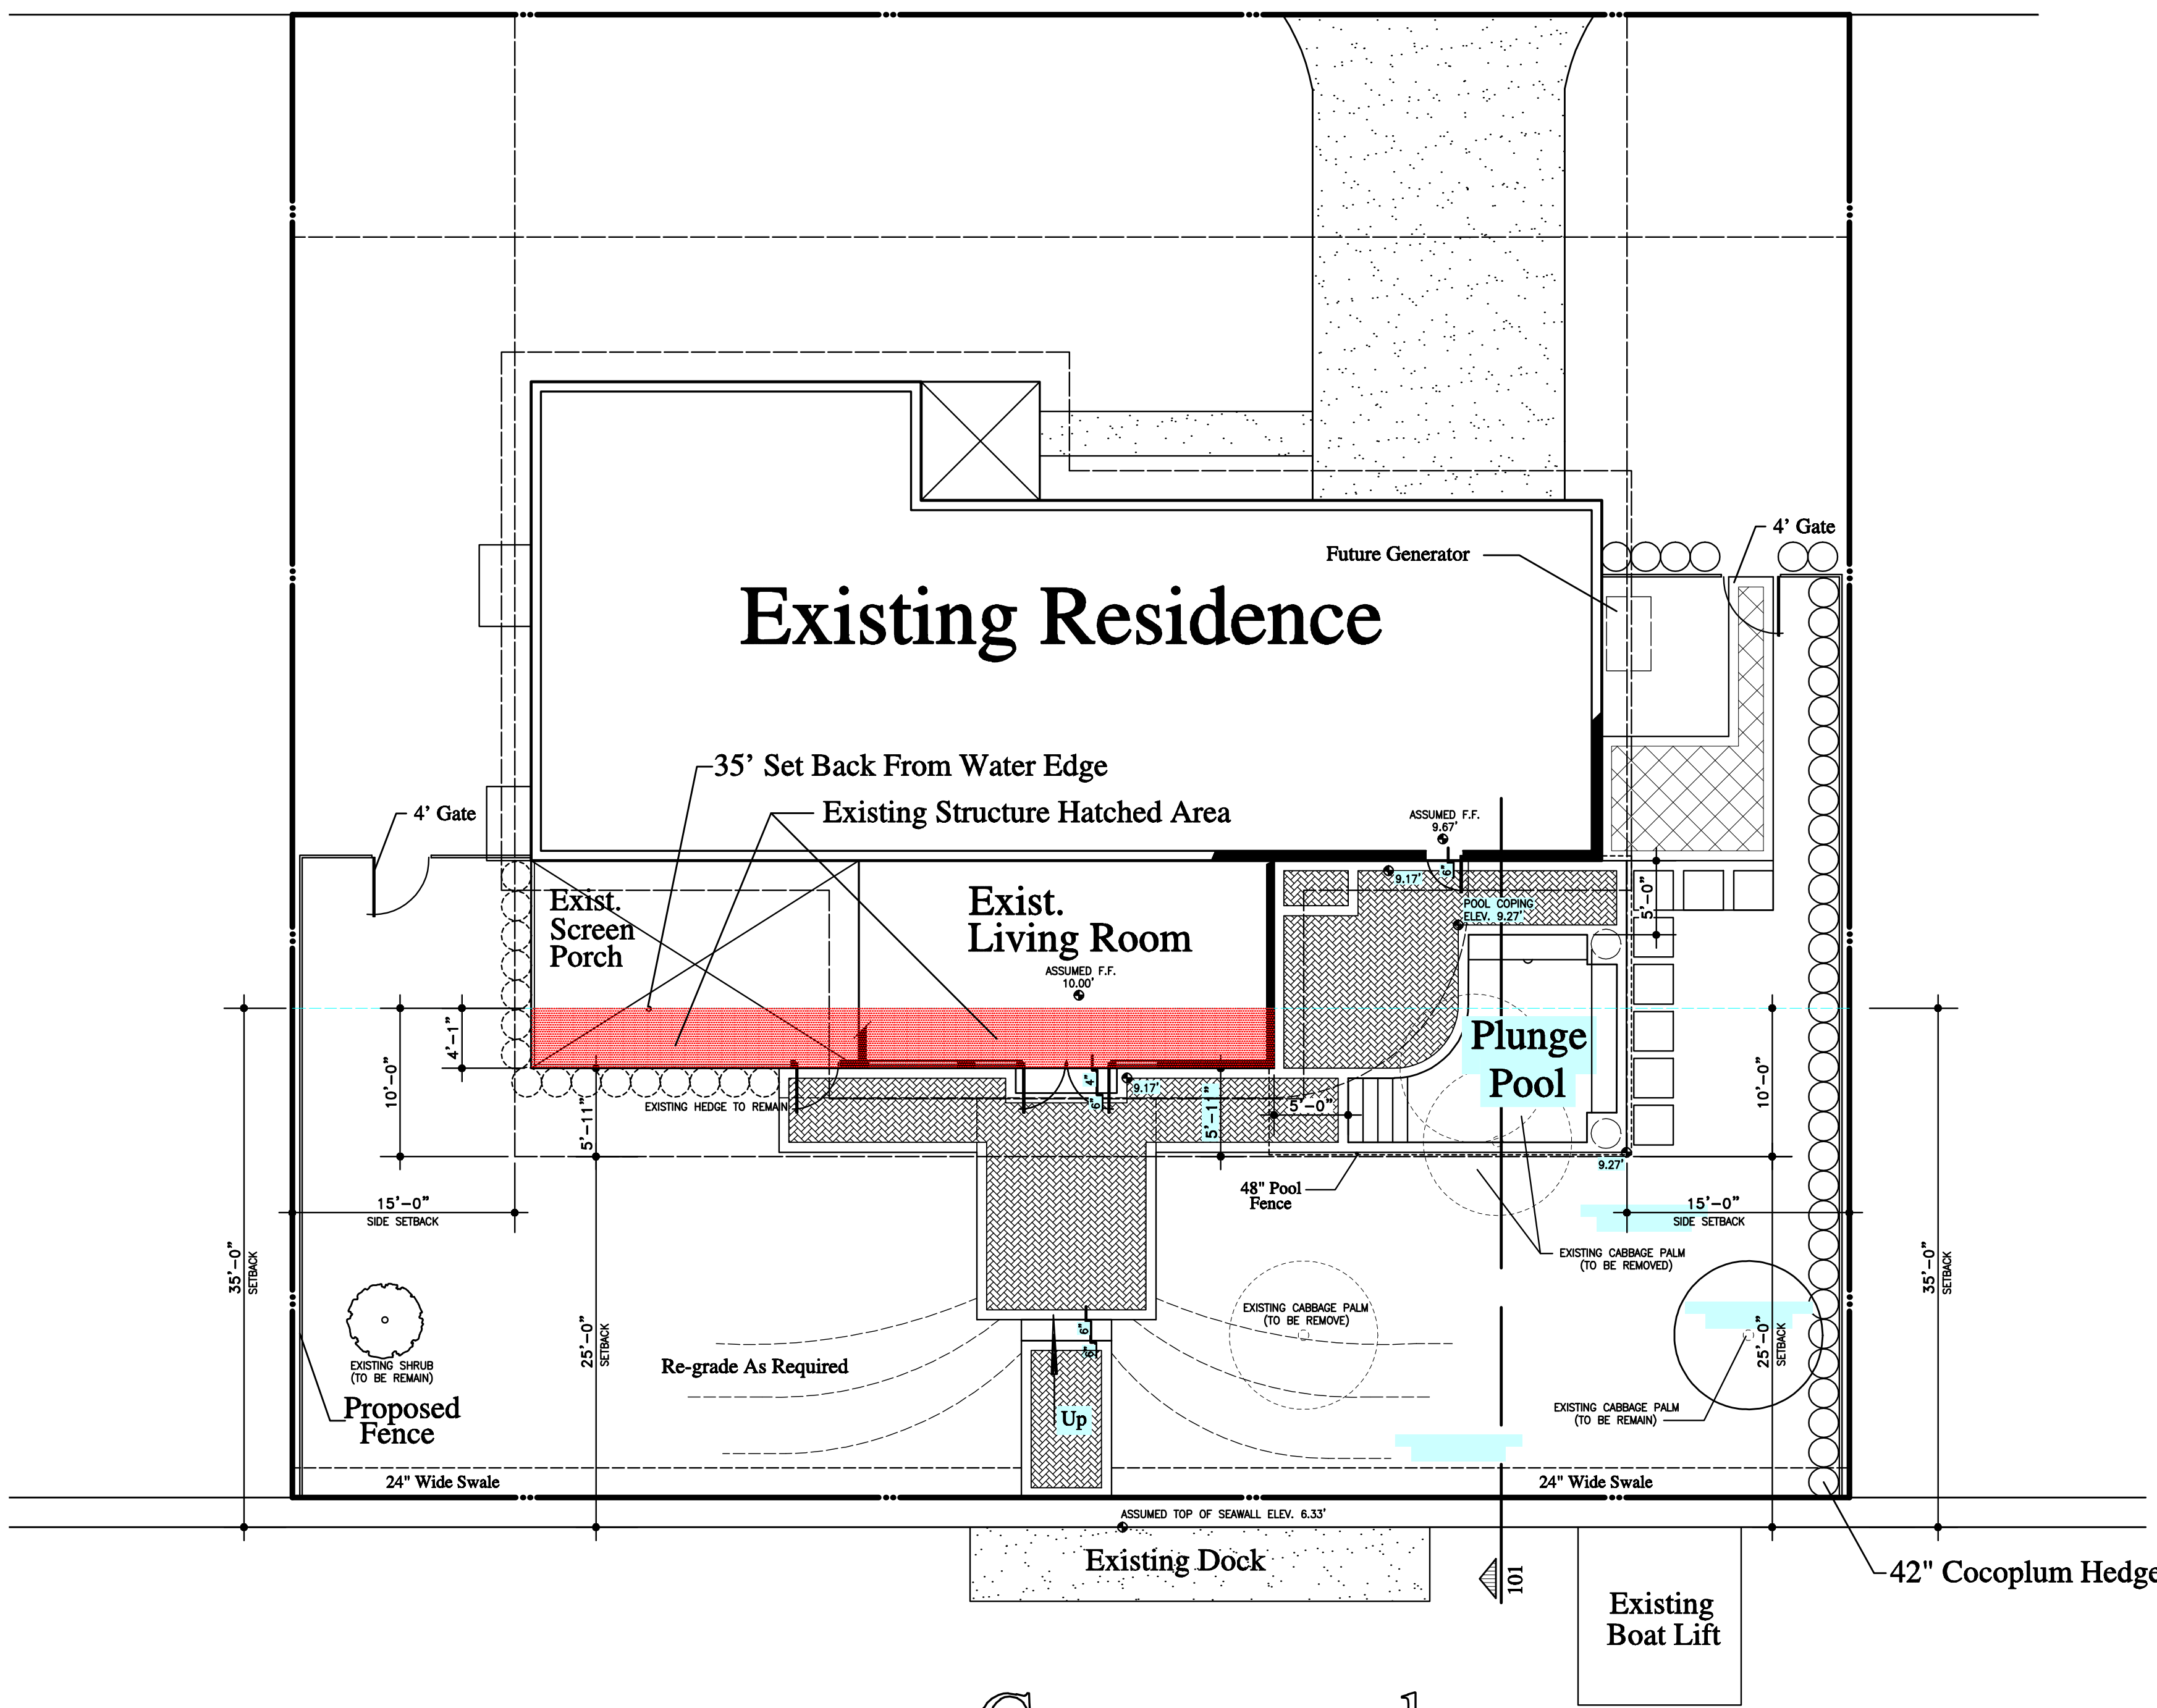 4’ Gate
Future Generator
Existing Residence
35’ Set Back From Water Edge
Existing Structure Hatched Area
4’ Gate
ASSUMED F.F.
9.67’
6"
9.17’
Exist.
Screen
Porch
Exist.
Living Room
ASSUMED F.F.
10.00’
POOL COPING
ELEV. 9.27’
5’-0”
Plunge
Pool
4’-1”
10’-0”
5’-11”
EXISTING HEDGE TO REMAIN
4"
6"
9.17’
5’-11”
5’-0”
10’-0”
48" Pool
Fence
9.27’
15’-0”
SIDE SETBACK
15’-0”
SIDE SETBACK
EXISTING CABBAGE PALM
(TO BE REMOVED)
35’-0”
SETBACK
35’-0”
SETBACK
EXISTING SHRUB
(TO BE REMAIN)
Proposed
Fence
25’-0”
SETBACK
Re-grade As Required
6"
6"
Up
EXISTING CABBAGE PALM
(TO BE REMOVE)
25’-0”
SETBACK
EXISTING CABBAGE PALM
(TO BE REMAIN)
24" Wide Swale
24" Wide Swale
ASSUMED TOP OF SEAWALL ELEV. 6.33’
Existing Dock
101
42" Cocoplum Hedge
Existing
Boat Lift